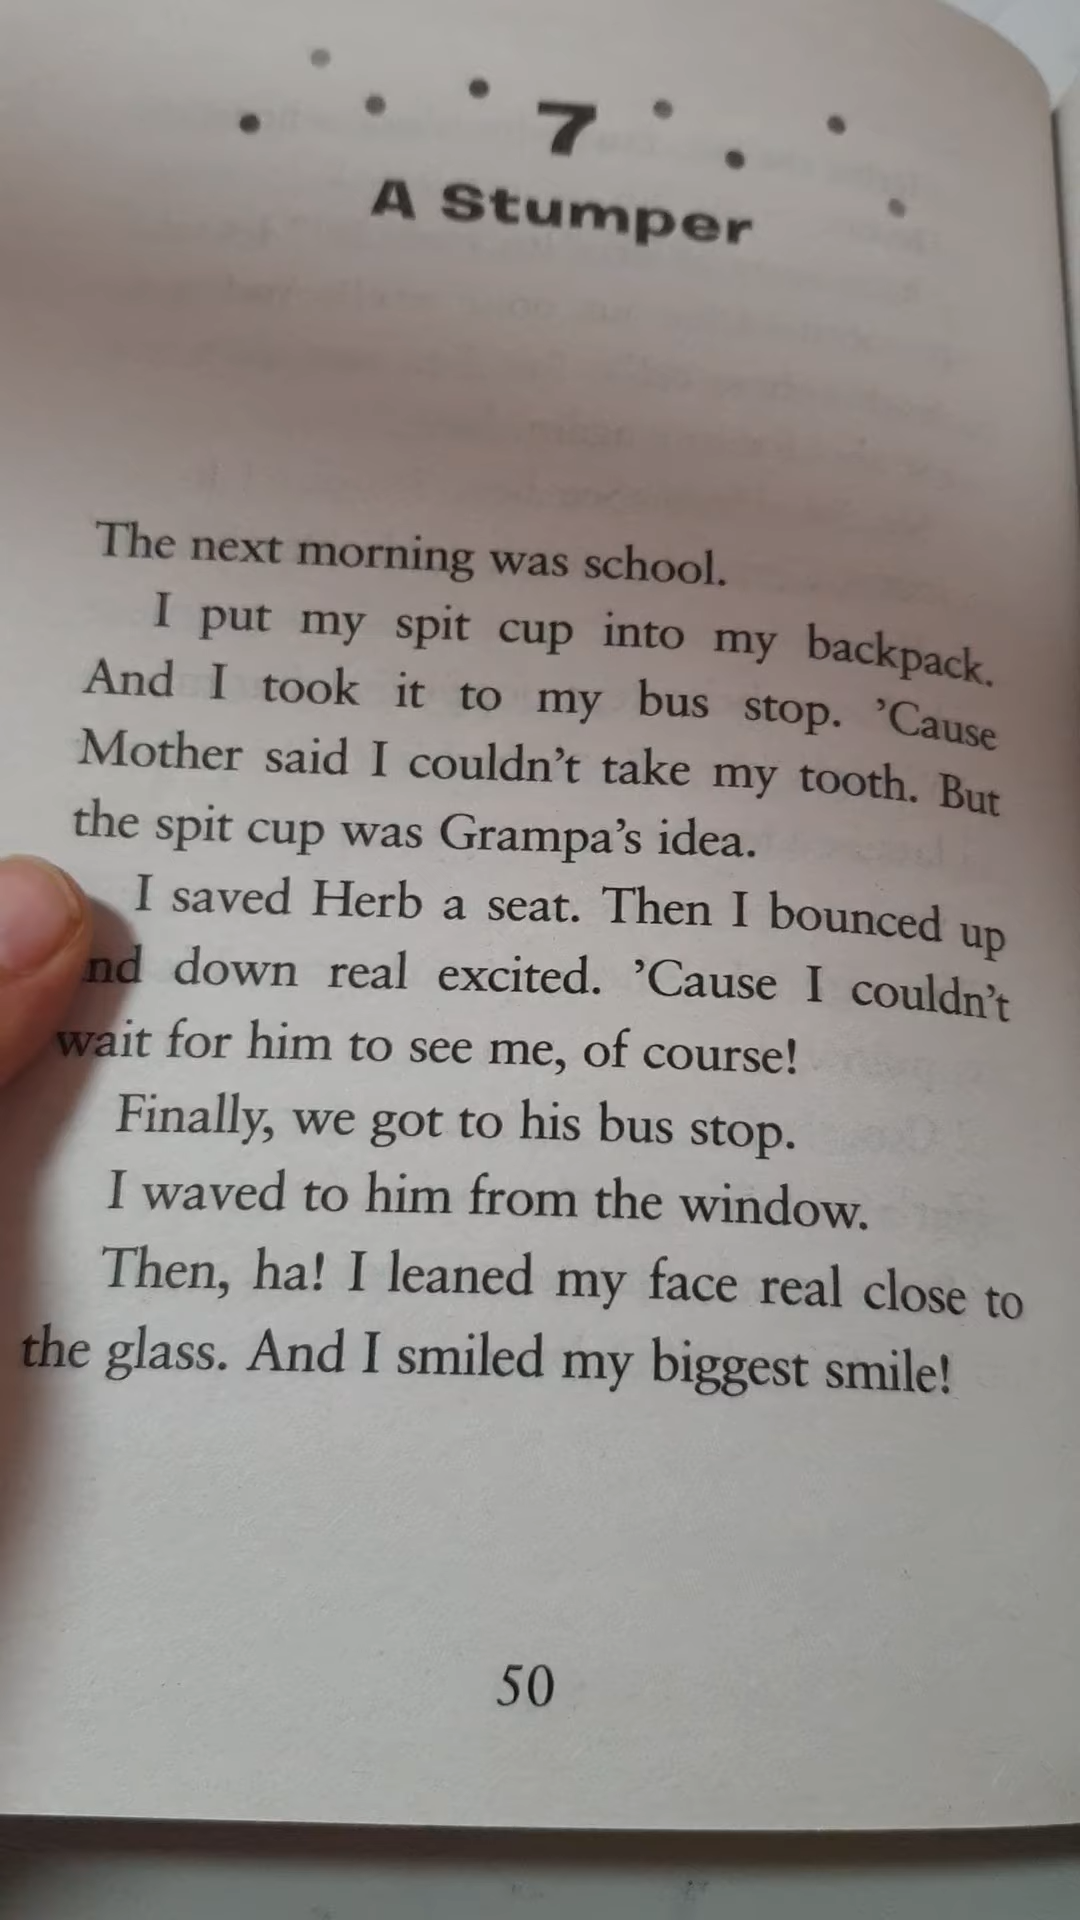 7
A Stumper
The next morning was school.
I put my spit cup into my backpack.
And I took it to my bus stop. ’Cause
Mother said I couldn’t take my tooth. But
the spit cup was Grampa’s idea.
I saved Herb a seat. Then I bounced up
nd down real excited. ’Cause I couldn’t
wait for him to see me, of course!
Finally, we got to his bus stop.
I waved to him from the window.
Then, ha! I leaned my face real close to
the glass. And I smiled my biggest smile!
50